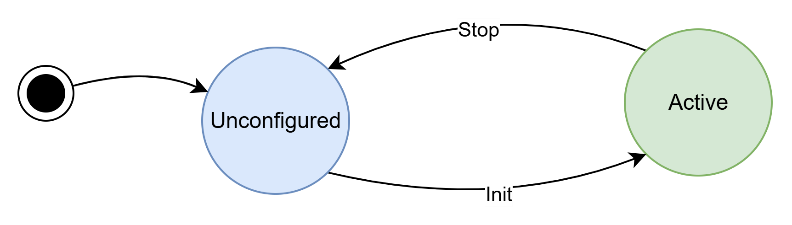 Stop
Unconfigured
Active
Init